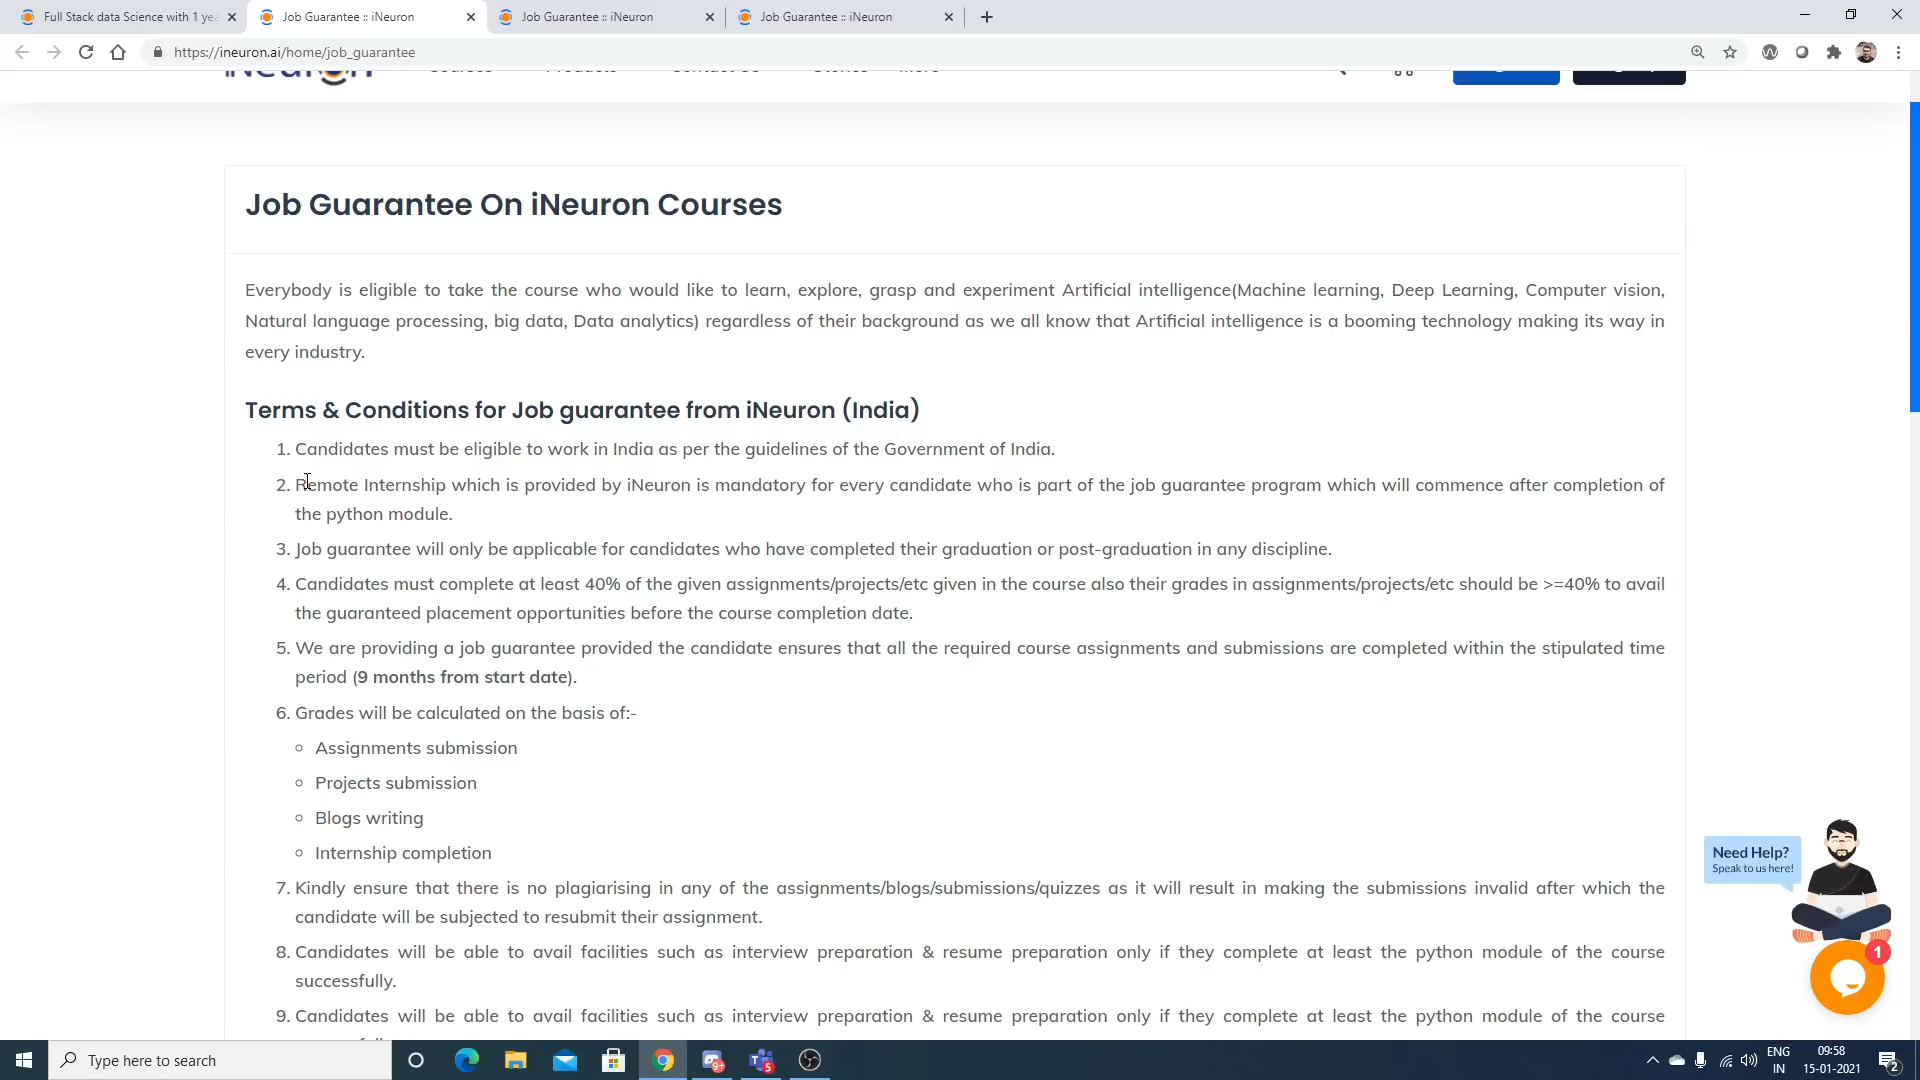 Full Stack data Science with 1 yea
Job Guarantee :: iNeuron
Job Guarantee :: iNeuron
Job Guarantee :: iNeuron
https://ineuron.ai/home/job_guarantee
iNeuron
Courses
Products
Contact Us
Stories
More
Job Guarantee On iNeuron Courses
Everybody is eligible to take the course who would like to learn, explore, grasp and experiment Artificial intelligence(Machine learning, Deep Learning, Computer vision,
Natural language processing, big data, Data analytics) regardless of their background as we all know that Artificial intelligence is a booming technology making its way in
every industry.
Terms & Conditions for Job guarantee from iNeuron (India)
1. Candidates must be eligible to work in India as per the guidelines of the Government of India.
2. Remote Internship which is provided by iNeuron is mandatory for every candidate who is part of the job guarantee program which will commence after completion of
the python module.
3. Job guarantee will only be applicable for candidates who have completed their graduation or post-graduation in any discipline.
4. Candidates must complete at least 40% of the given assignments/projects/etc given in the course also their grades in assignments/projects/etc should be >=40% to avail
the guaranteed placement opportunities before the course completion date.
5. We are providing a job guarantee provided the candidate ensures that all the required course assignments and submissions are completed within the stipulated time
period (9 months from start date).
6. Grades will be calculated on the basis of:-
Assignments submission
Projects submission
Blogs writing
Internship completion
7. Kindly ensure that there is no plagiarising in any of the assignments/blogs/submissions/quizzes as it will result in making the submissions invalid after which the
candidate will be subjected to resubmit their assignment.
8. Candidates will be able to avail facilities such as interview preparation & resume preparation only if they complete at least the python module of the course
successfully.
9. Candidates will be able to avail facilities such as interview preparation & resume preparation only if they complete at least the python module of the course
Need Help?
Speak to us here!
1
Type here to search
9+
5
ENG
IN
09:58
15-01-2021
2